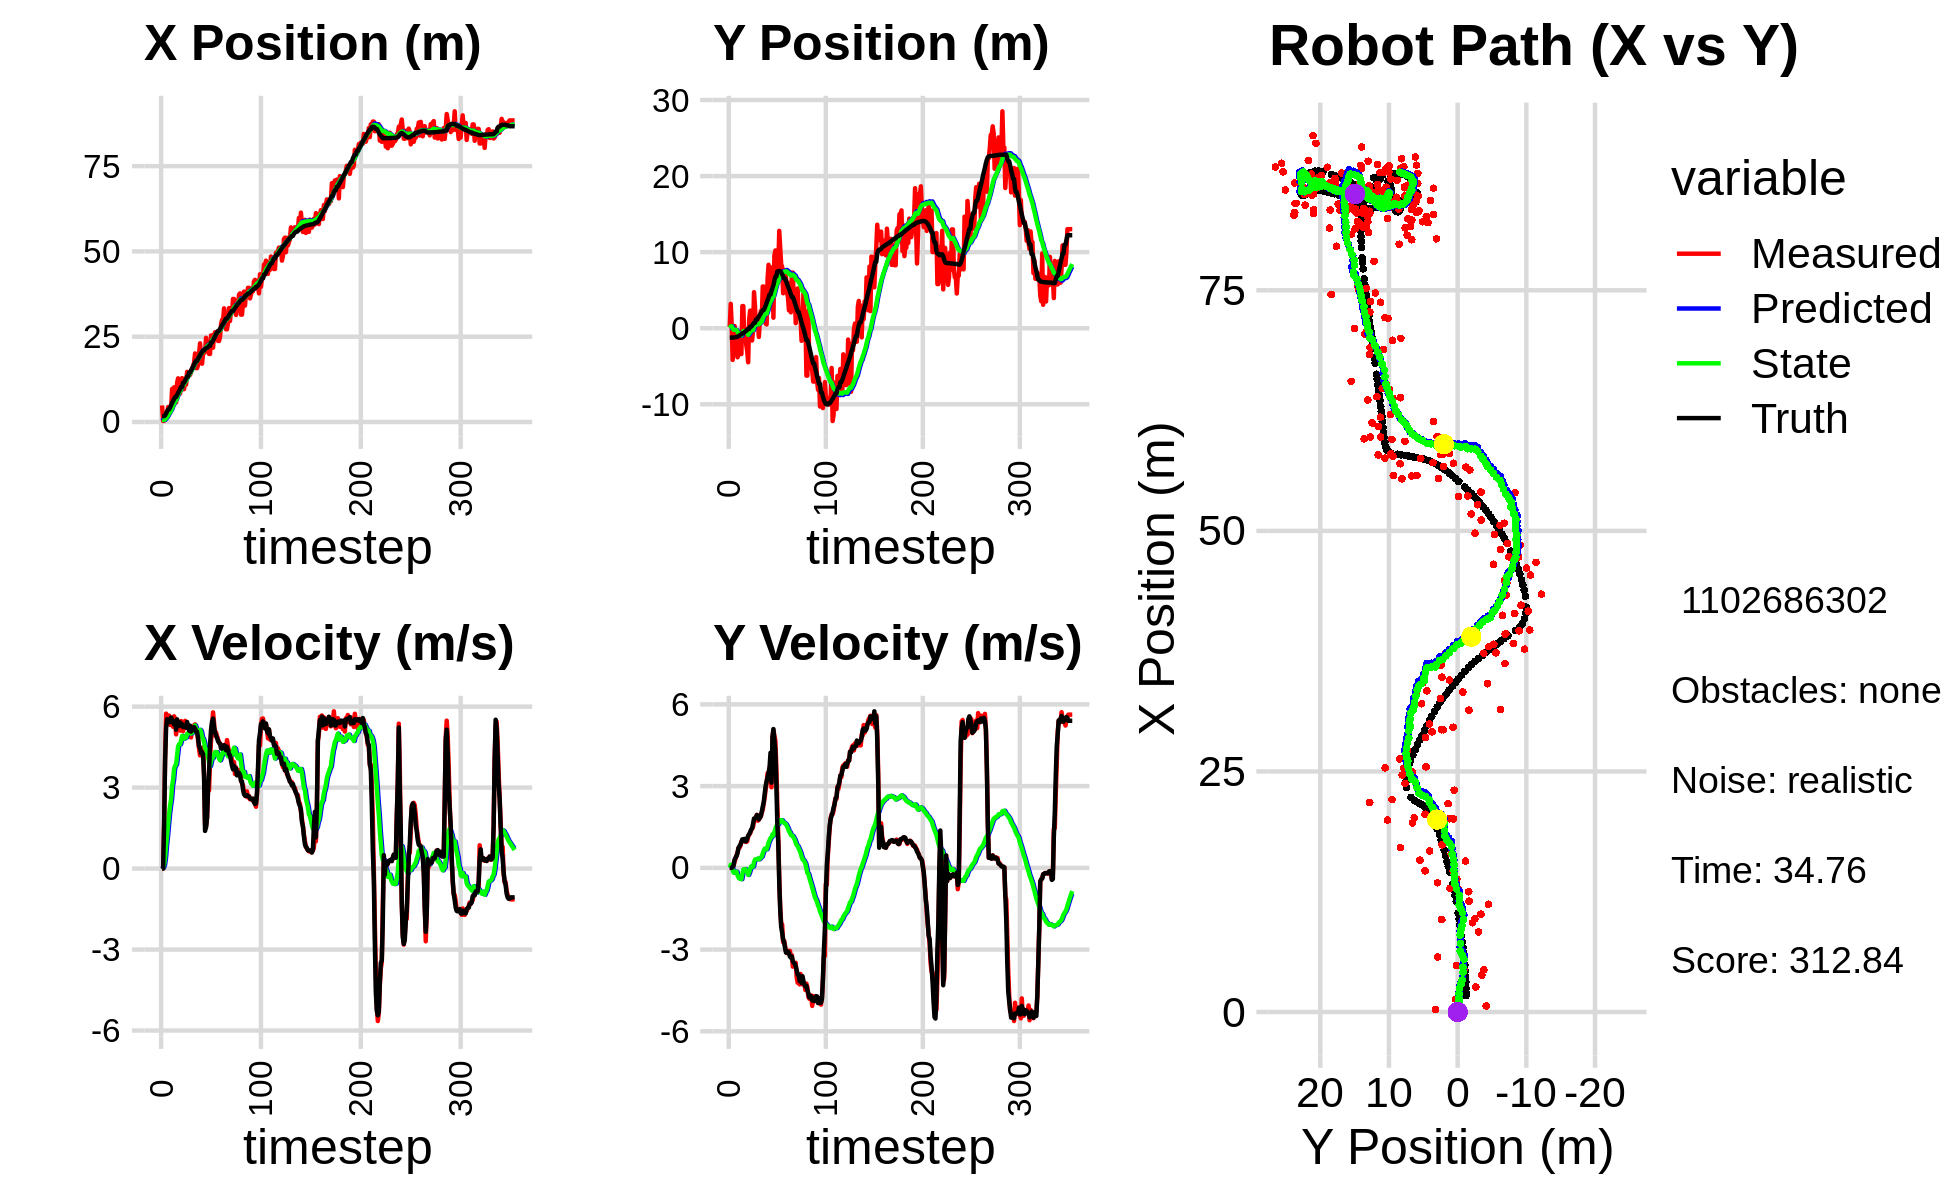 X Position (m)
75
50
25
0
0
100
200
300
timestep
Y Position (m)
30
20
10
0
-10
0
100
200
300
timestep
X Velocity (m/s)
6
3
0
-3
-6
0
100
200
300
timestep
Y Velocity (m/s)
6
3
0
-3
-6
0
100
200
300
timestep
Robot Path (X vs Y)
X Position (m)
75
50
25
0
20 10 0 -10 -20
Y Position (m)
variable
Measured
Predicted
State
Truth
1102686302
Obstacles: none
Noise: realistic
Time: 34.76
Score: 312.84